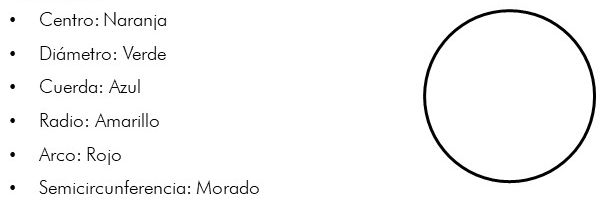 • Centro: Naranja
• Diámetro: Verde
• Cuerda: Azul
• Radio: Amarillo
• Arco: Rojo
• Semicircunferencia: Morado